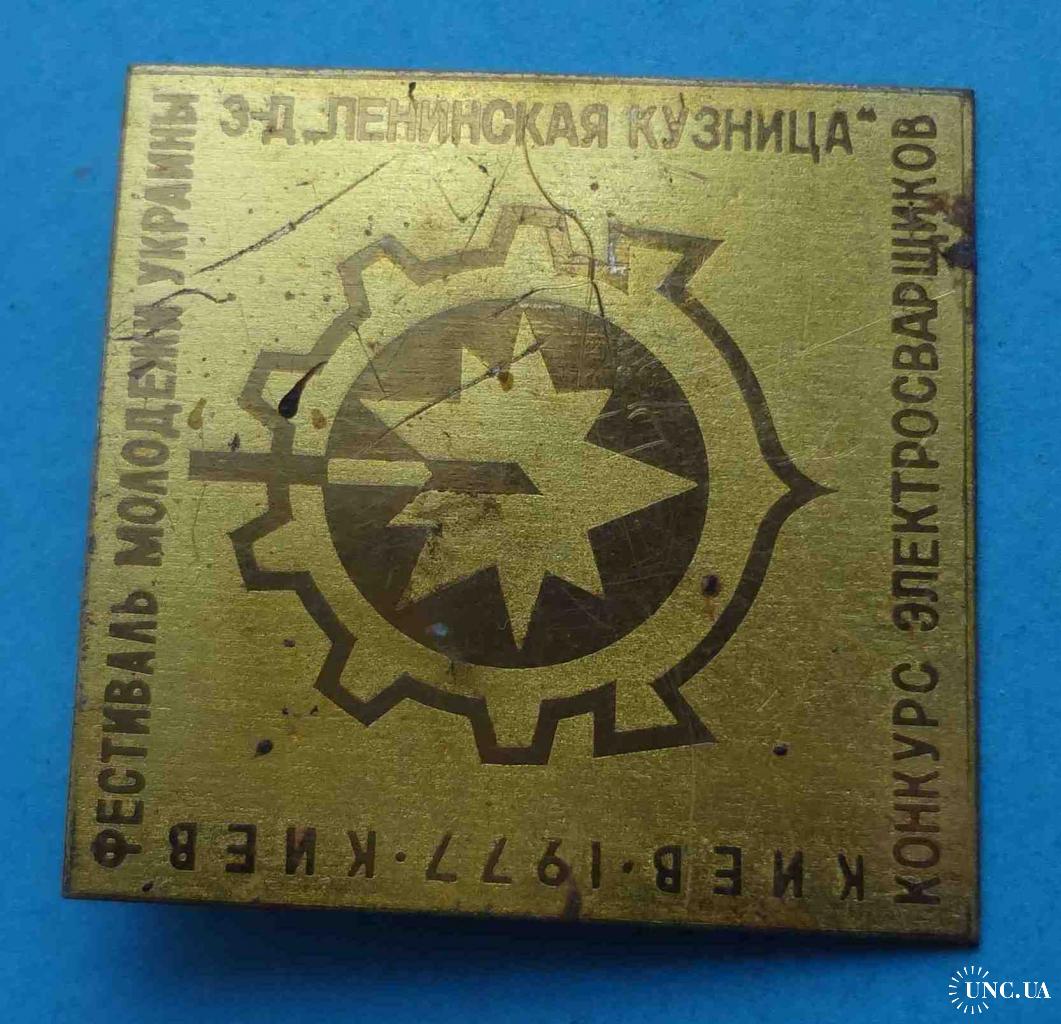 З-Д „ЛЕНИНСКАЯ КУЗНИЦА“
КОНКУРС ЭЛЕКТРОСВАРЩИКОВ
КИЕВ·1977·КИЕВ
ФЕСТИВАЛЬ МОЛОДЕЖИ УКРАИНЫ
UNC.UA